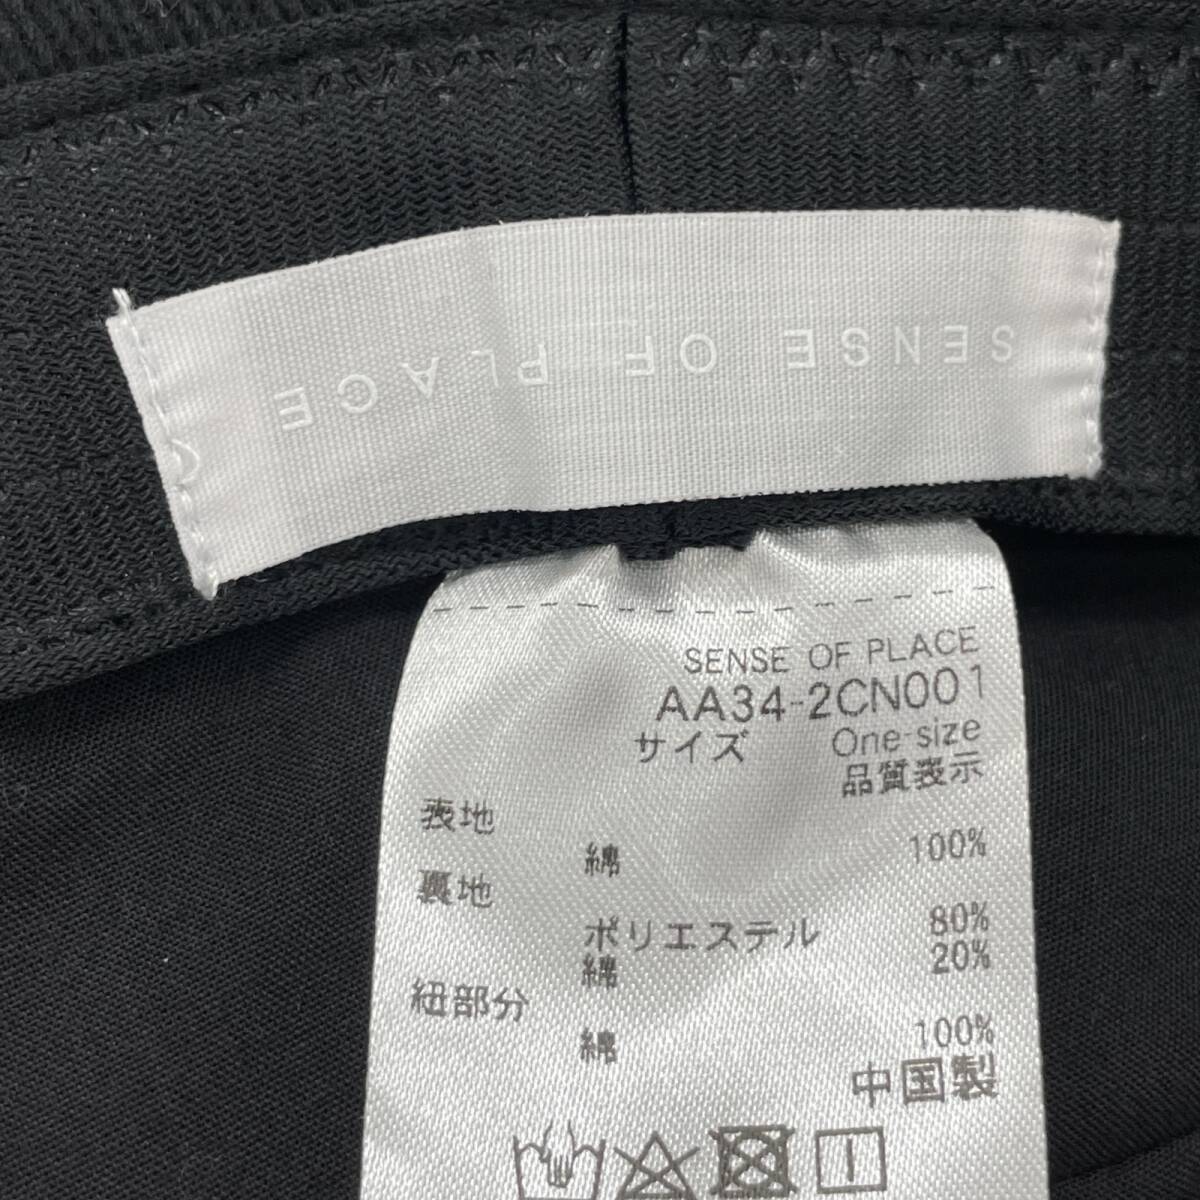 SENSE OF PLACE
SENSE OF PLACE
AA34-2CN001
サイズ One-size
品質表示
表地
綿 100%
裏地
ポリエステル 80%
綿 20%
紐部分
綿 100%
中国製